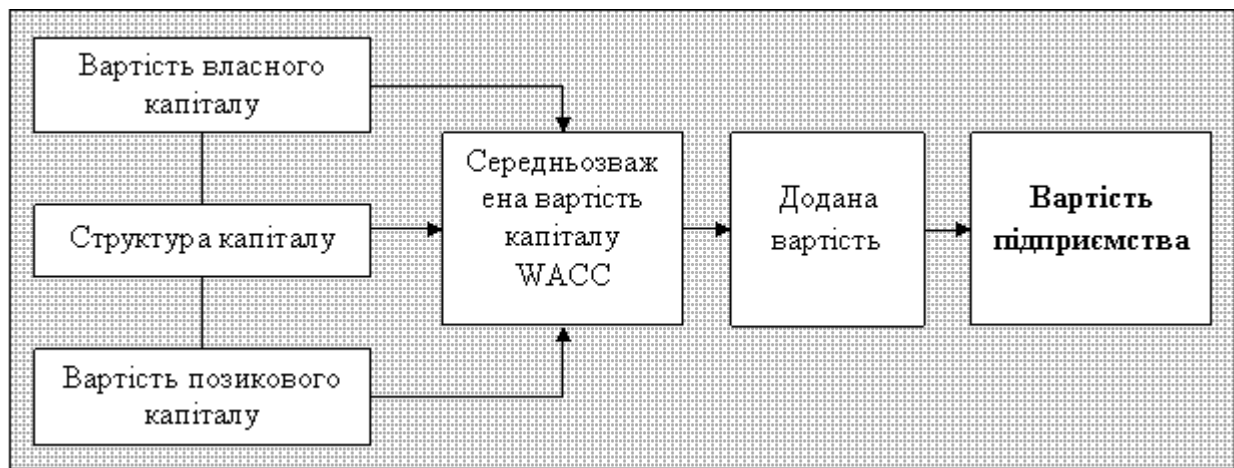 Вартість власного
капіталу
Структура капіталу
Вартість позикового
капіталу
Середньозваж
ена вартість
капіталу
WACC
Додана
вартість
Вартість
підприємства